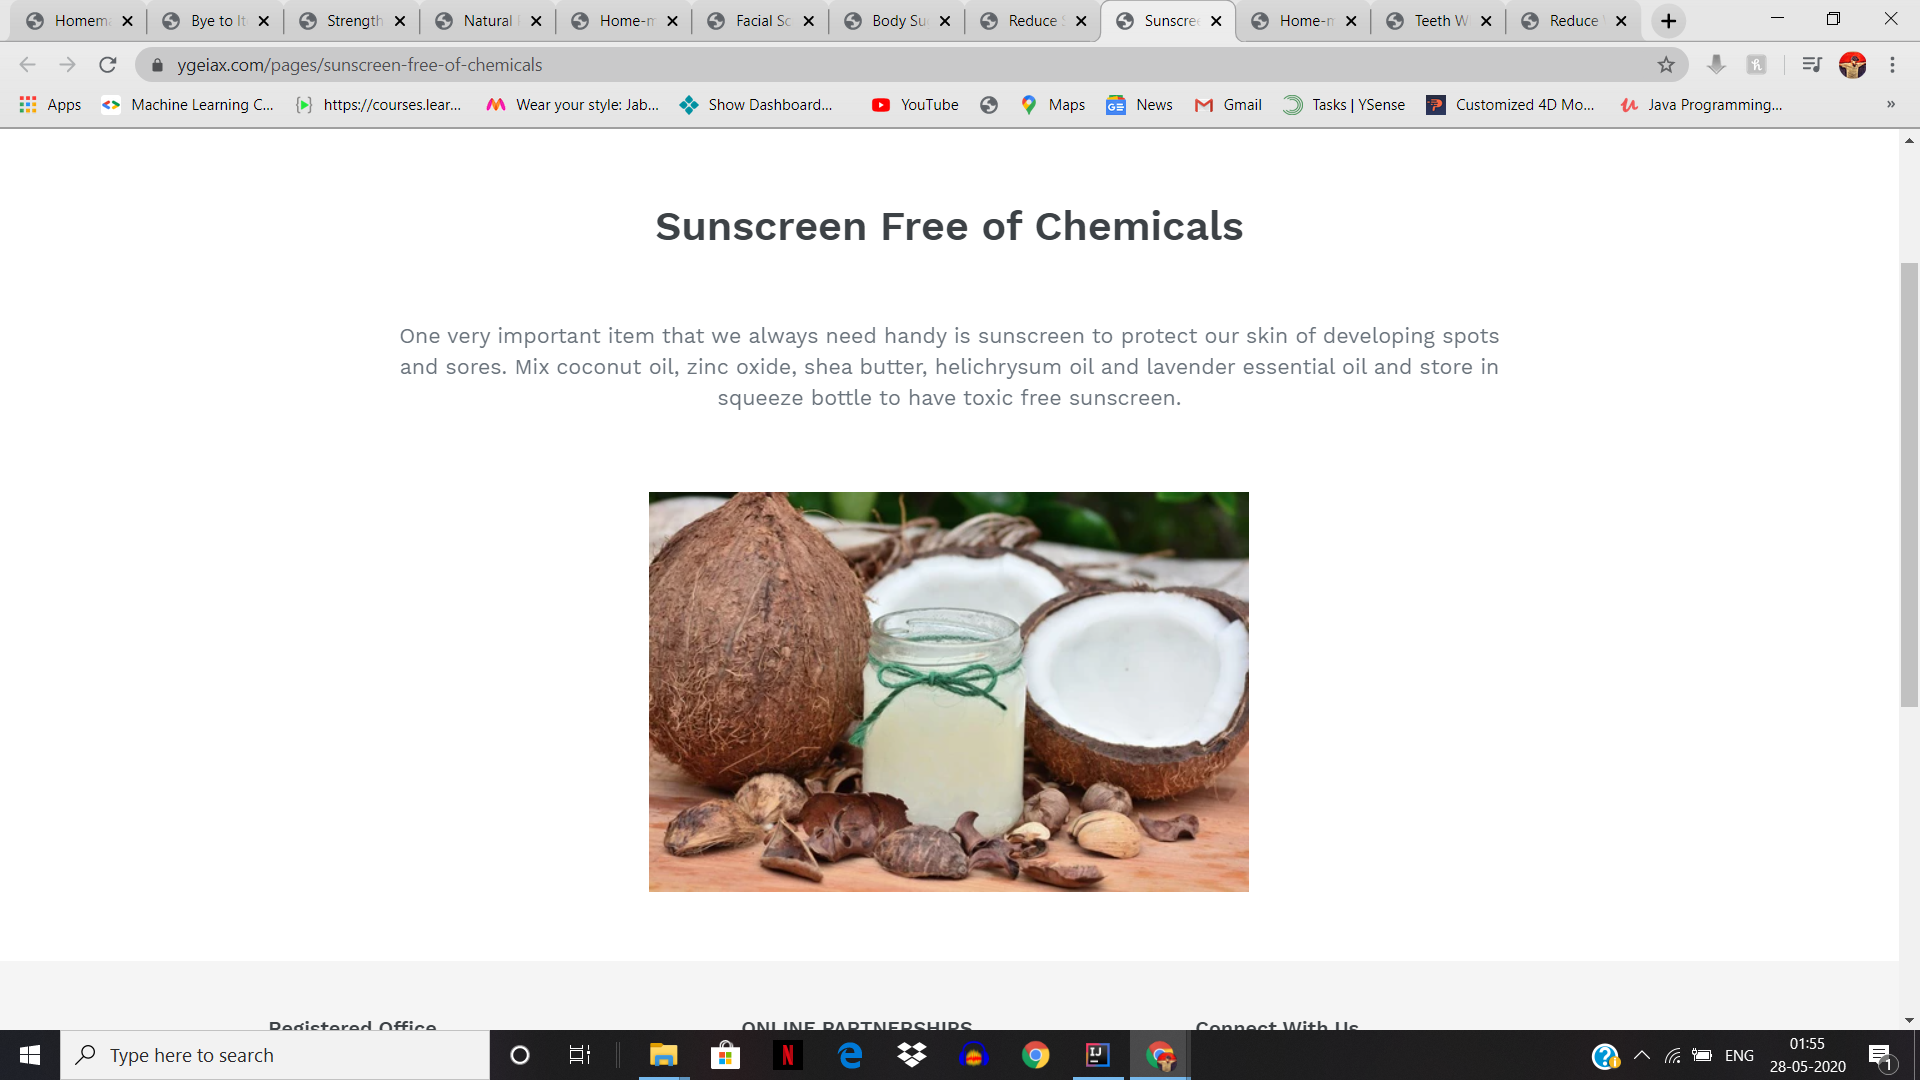 Homema
Bye to It
Strength
Natural
Home-m
Facial Sc
Body Su
Reduce S
Sunscree
Home-m
Teeth W
Reduce
ygeiax.com/pages/sunscreen-free-of-chemicals
Apps
Machine Learning C...
https://courses.lear...
Wear your style: Jab...
Show Dashboard...
YouTube
Maps
News
Gmail
Tasks | YSense
Customized 4D Mo...
Java Programming...
»
Sunscreen Free of Chemicals
One very important item that we always need handy is sunscreen to protect our skin of developing spots
and sores. Mix coconut oil, zinc oxide, shea butter, helichrysum oil and lavender essential oil and store in
squeeze bottle to have toxic free sunscreen.
Registered Office
ONLINE PARTNERSHIPS
Connect With Us
Type here to search
ENG
01:55
28-05-2020
1